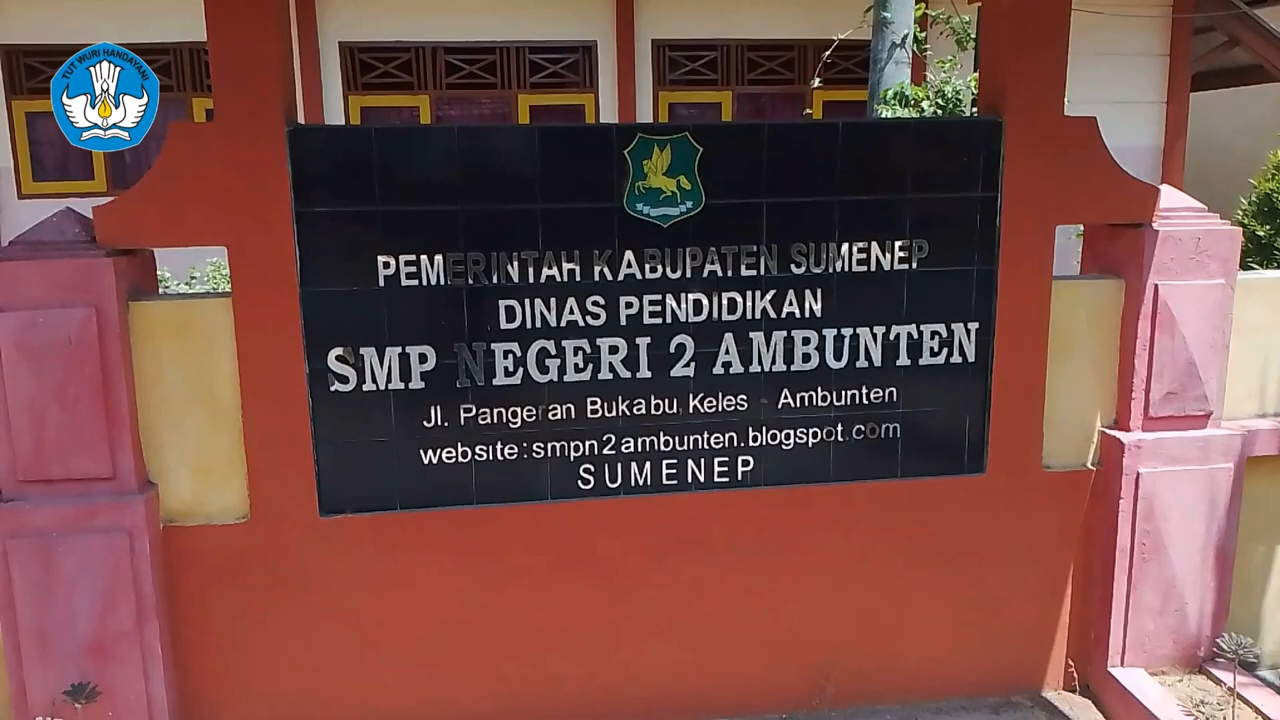 TUT WURI HANDAYANI
PEMERINTAH KABUPATEN SUMENEP
DINAS PENDIDIKAN
SMP NEGERI 2 AMBUNTEN
Jl. Pangeran Bukabu Keles - Ambunten
website:smpn2ambunten.blogspot.com
SUMENEP